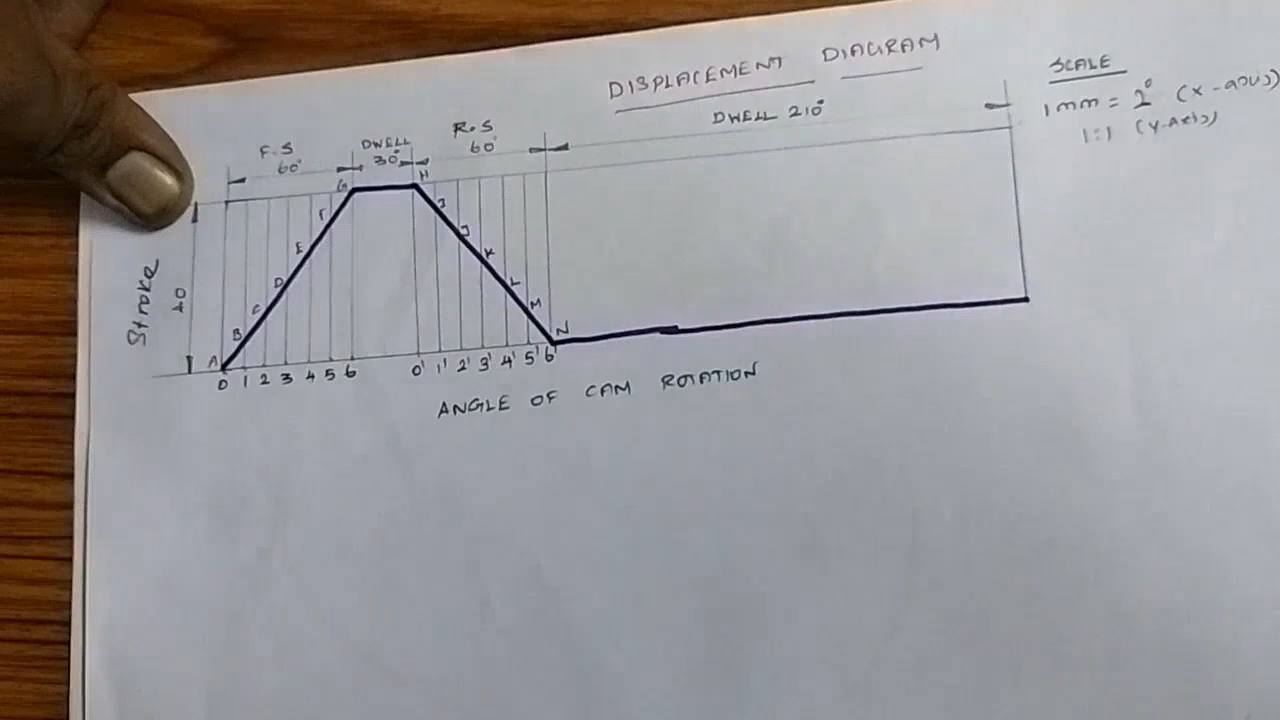 DISPLACEMENT DIAGRAM
SCALE
1mm = 2° (x-axis)
1:1 (Y-Axis)
F.S
60°
DWELL
30°
R.S
60°
DWELL 210°
Stroke
40
A B C D E F G H I J K L M N
0 1 2 3 4 5 6 0' 1' 2' 3' 4' 5' 6'
ANGLE OF CAM ROTATION